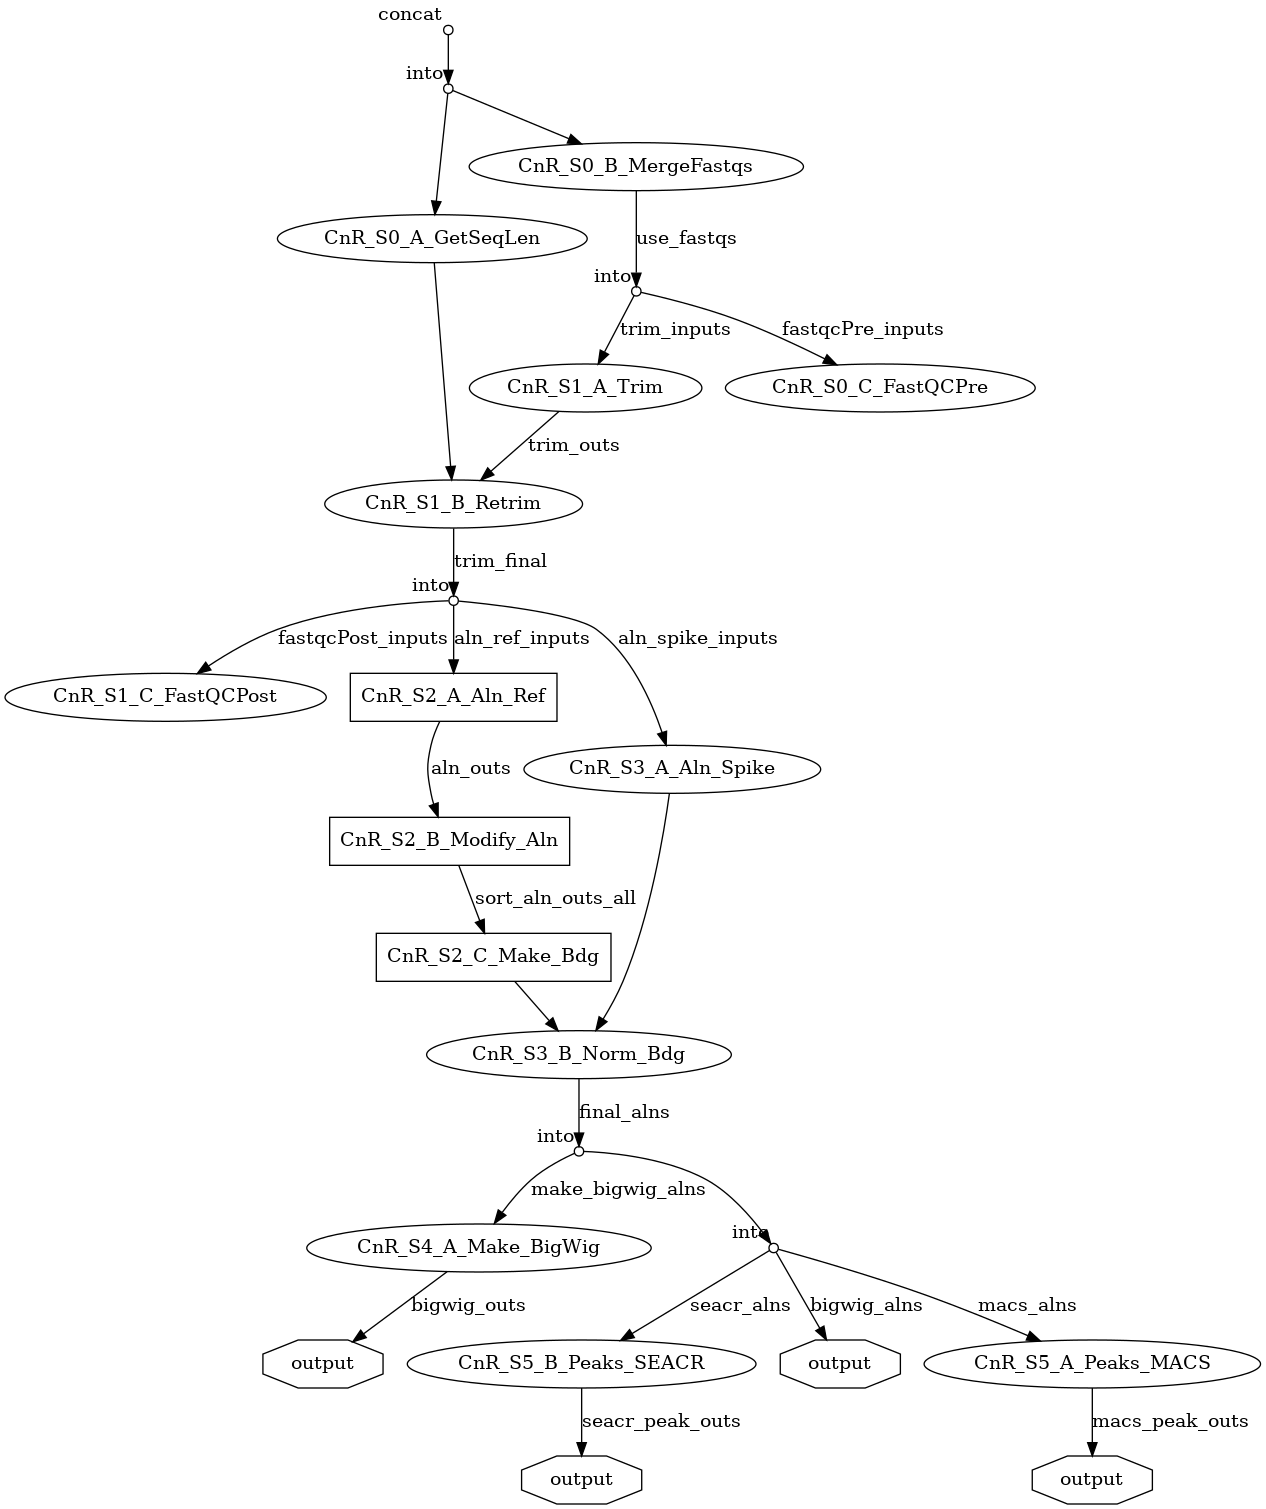 concat
into
CnR_S0_B_MergeFastqs
CnR_S0_A_GetSeqLen
use_fastqs
into
trim_inputs
fastqcPre_inputs
CnR_S1_A_Trim
CnR_S0_C_FastQCPre
trim_outs
CnR_S1_B_Retrim
trim_final
into
fastqcPost_inputs
aln_ref_inputs
aln_spike_inputs
CnR_S1_C_FastQCPost
CnR_S2_A_Aln_Ref
aln_outs
CnR_S3_A_Aln_Spike
CnR_S2_B_Modify_Aln
sort_aln_outs_all
CnR_S2_C_Make_Bdg
CnR_S3_B_Norm_Bdg
final_alns
into
make_bigwig_alns
into
CnR_S4_A_Make_BigWig
bigwig_outs
seacr_alns
bigwig_alns
macs_alns
output
CnR_S5_B_Peaks_SEACR
output
CnR_S5_A_Peaks_MACS
seacr_peak_outs
macs_peak_outs
output
output